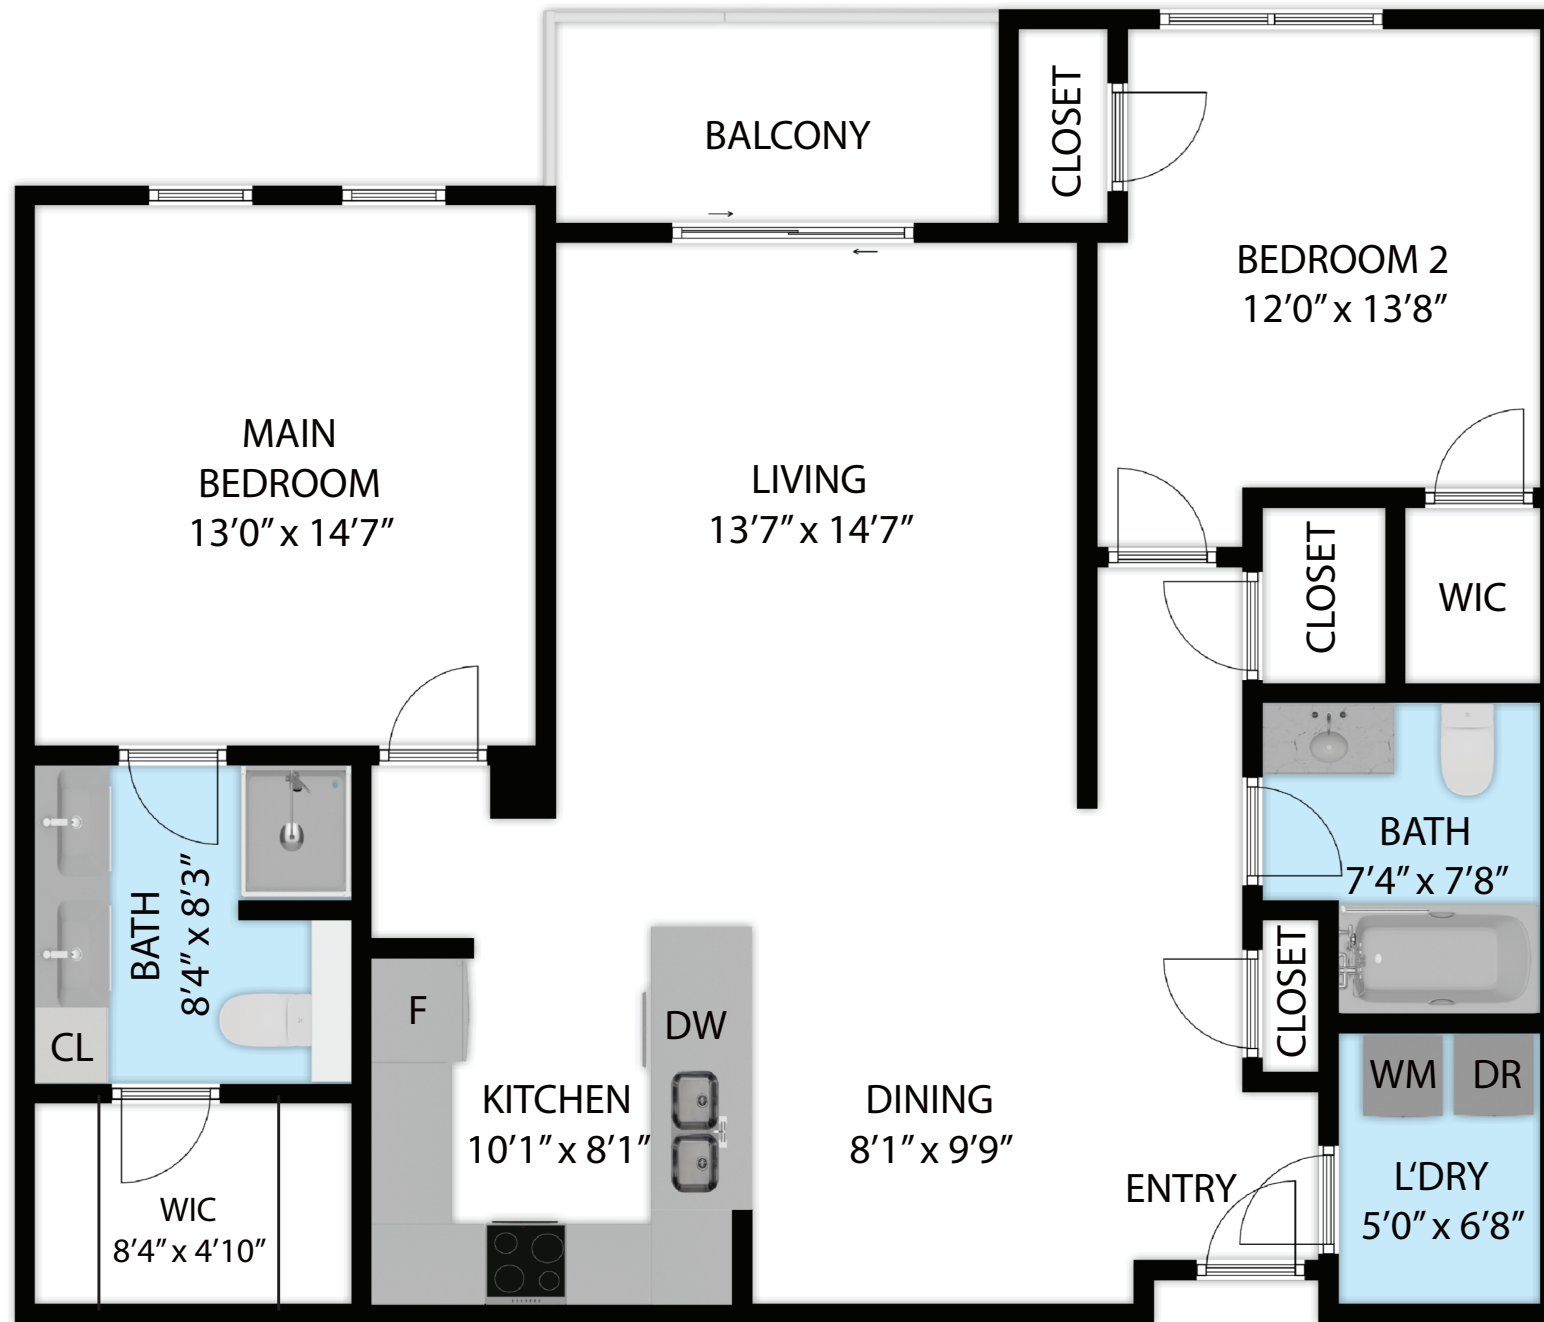 BALCONY
CLOSET
BEDROOM 2
12’0” x 13’8”
MAIN
BEDROOM
13’0” x 14’7”
LIVING
13’7” x 14’7”
CLOSET
WIC
BATH
7’4” x 7’8”
BATH
8’4” x 8’3”
CL
F
DW
CLOSET
KITCHEN
10’1” x 8’1”
DINING
8’1” x 9’9”
WM
DR
ENTRY
L‘DRY
5’0” x 6’8”
WIC
8’4” x 4’10”